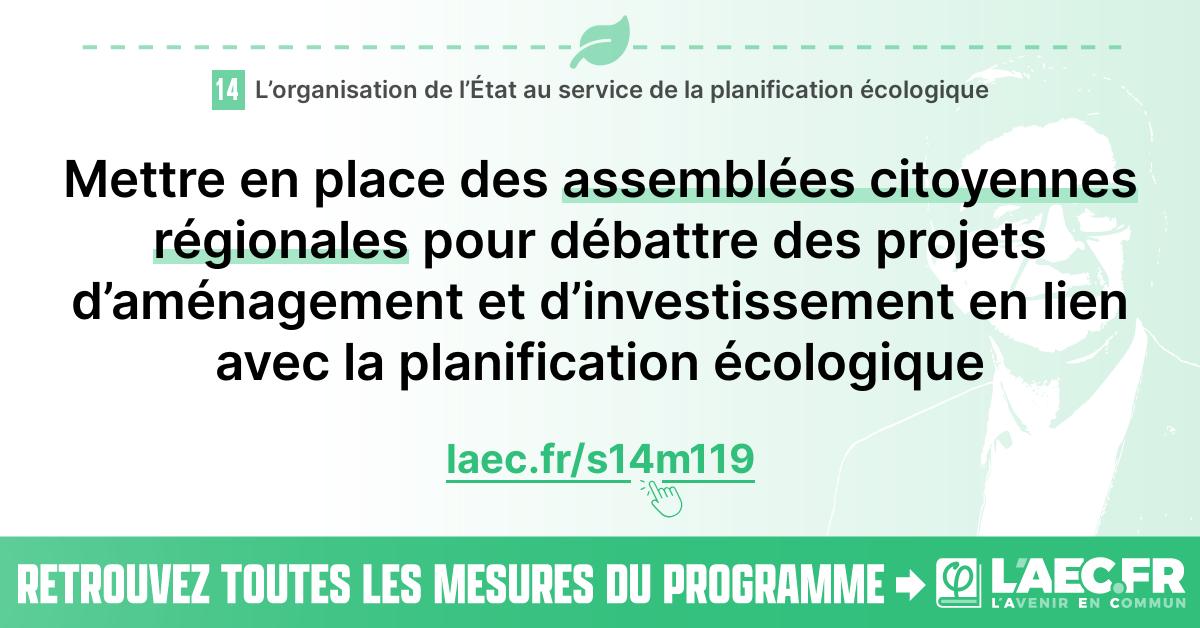 14 L’organisation de l’État au service de la planification écologique
Mettre en place des assemblées citoyennes
régionales pour débattre des projets
d’aménagement et d’investissement en lien
avec la planification écologique
laec.fr/s14m119
RETROUVEZ TOUTES LES MESURES DU PROGRAMME
φ L'AEC.FR
L'AVENIR EN COMMUN